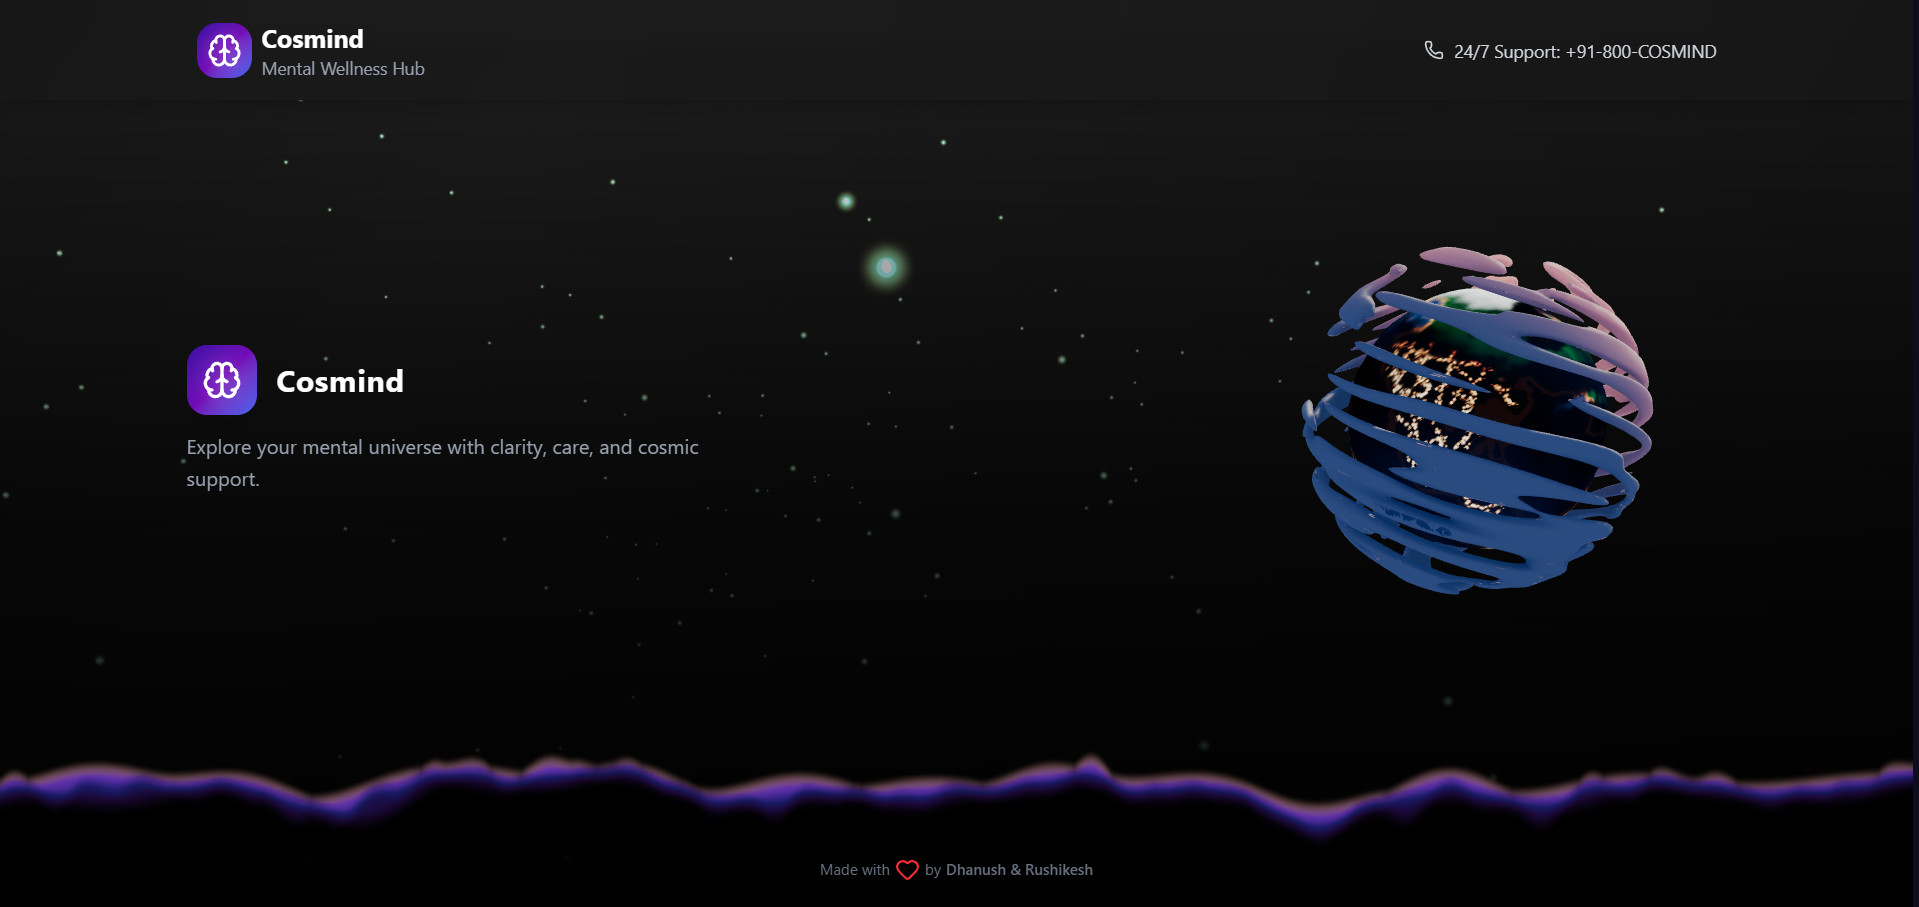 Cosmind
Mental Wellness Hub
24/7 Support: +91-800-COSMIND
Cosmind
Explore your mental universe with clarity, care, and cosmic
support.
Made with by Dhanush & Rushikesh